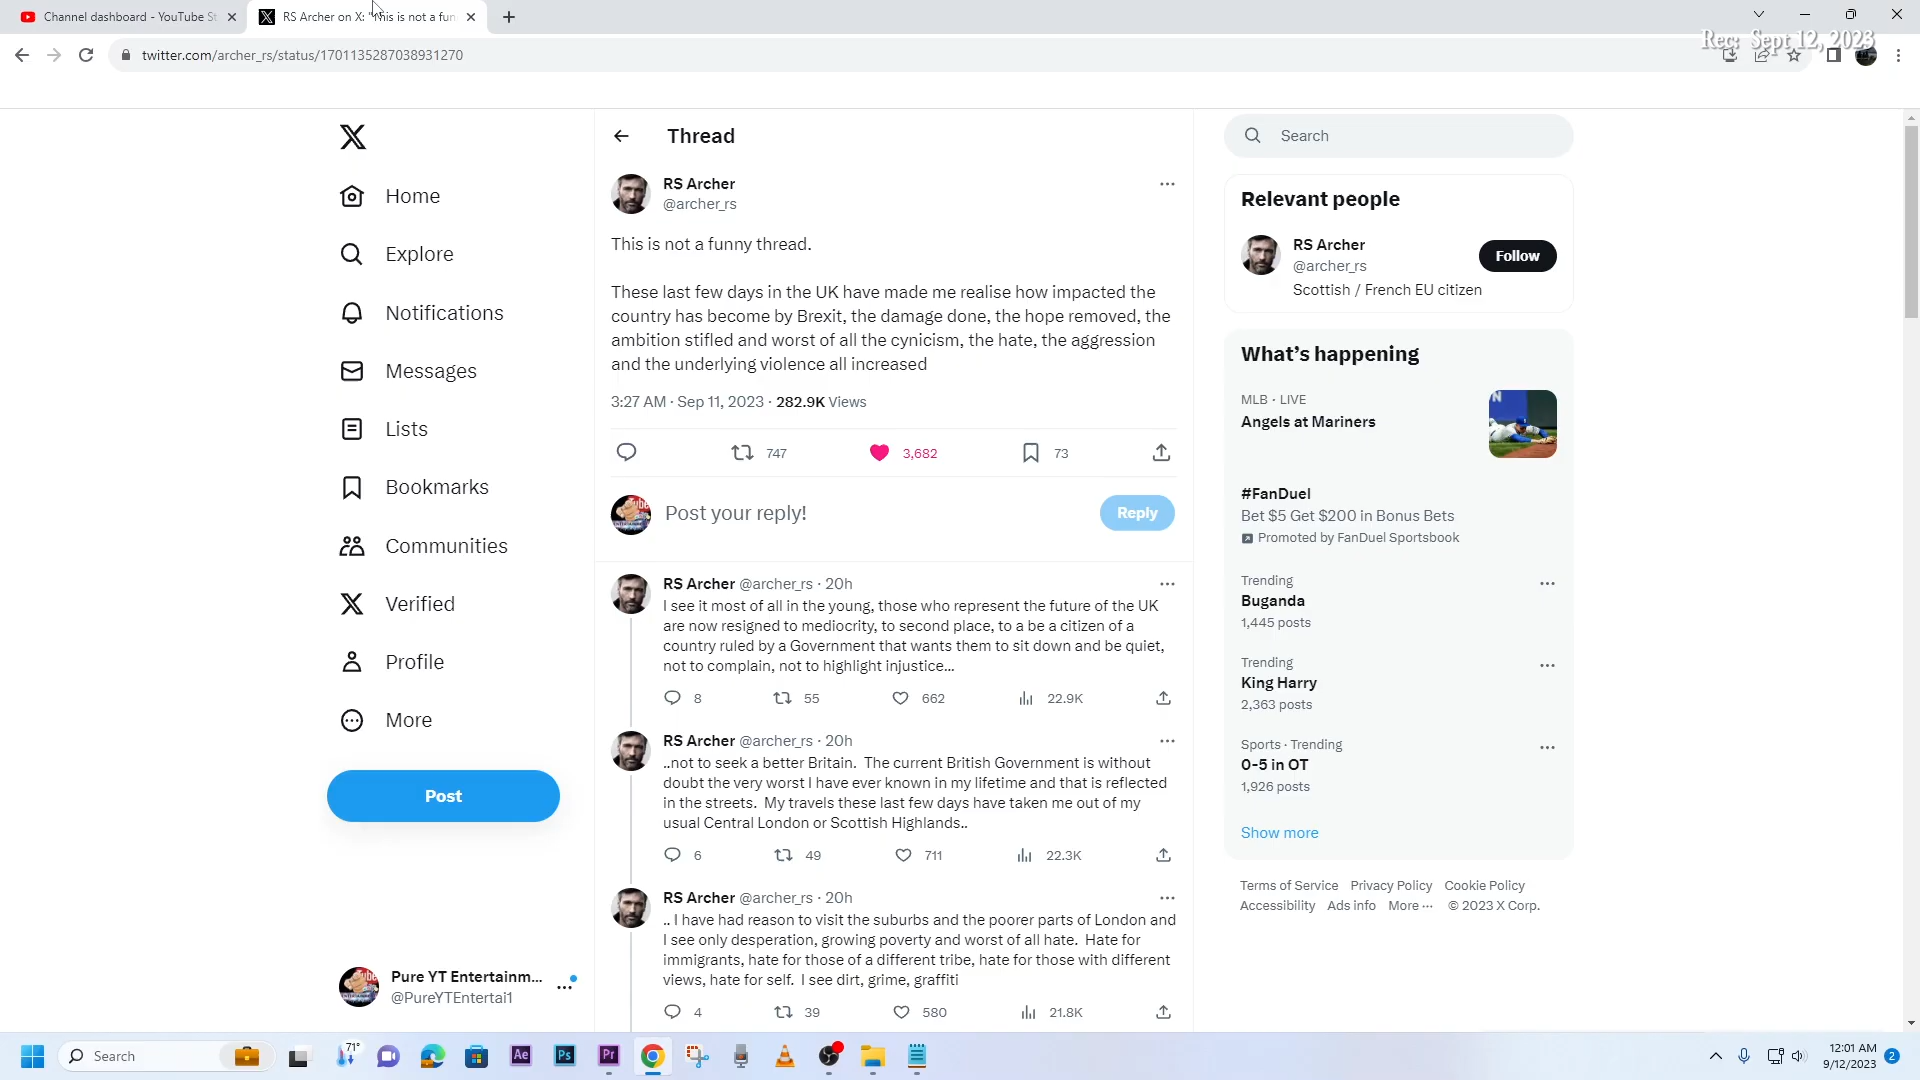 Channel dashboard - YouTube St
RS Archer on X: "This is not a fun
twitter.com/archer_rs/status/1701135287038931270
Rec: Sept 12, 2023
Home
Explore
Notifications
Messages
Lists
Bookmarks
Communities
Verified
Profile
More
Post
Pure YT Entertainm...
@PureYTEntertai1
Thread
RS Archer
@archer_rs
This is not a funny thread.
These last few days in the UK have made me realise how impacted the
country has become by Brexit, the damage done, the hope removed, the
ambition stifled and worst of all the cynicism, the hate, the aggression
and the underlying violence all increased
3:27 AM · Sep 11, 2023 · 282.9K Views
747 3,682 73
Post your reply!
Reply
RS Archer @archer_rs · 20h
I see it most of all in the young, those who represent the future of the UK
are now resigned to mediocrity, to second place, to a be a citizen of a
country ruled by a Government that wants them to sit down and be quiet,
not to complain, not to highlight injustice...
8 55 662 22.9K
RS Archer @archer_rs · 20h
..not to seek a better Britain. The current British Government is without
doubt the very worst I have ever known in my lifetime and that is reflected
in the streets. My travels these last few days have taken me out of my
usual Central London or Scottish Highlands..
6 49 711 22.3K
RS Archer @archer_rs · 20h
.. I have had reason to visit the suburbs and the poorer parts of London and
I see only desperation, growing poverty and worst of all hate. Hate for
immigrants, hate for those of a different tribe, hate for those with different
views, hate for self. I see dirt, grime, graffiti
4 39 580 21.8K
Search
Relevant people
RS Archer
@archer_rs
Follow
Scottish / French EU citizen
What's happening
MLB · LIVE
Angels at Mariners
#FanDuel
Bet $5 Get $200 in Bonus Bets
Promoted by FanDuel Sportsbook
Trending
Buganda
1,445 posts
Trending
King Harry
2,363 posts
Sports · Trending
0-5 in OT
1,926 posts
Show more
Terms of Service Privacy Policy Cookie Policy
Accessibility Ads info More ··· © 2023 X Corp.
Search
71°
Ae
Ps
Pr
12:01 AM
9/12/2023
2